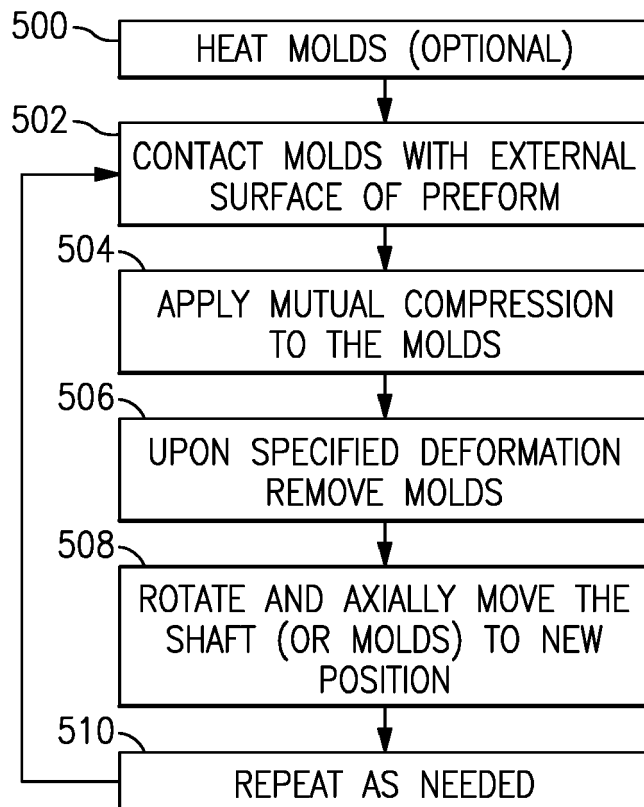 500
HEAT MOLDS (OPTIONAL)
502
CONTACT MOLDS WITH EXTERNAL
SURFACE OF PREFORM
504
APPLY MUTUAL COMPRESSION
TO THE MOLDS
506
UPON SPECIFIED DEFORMATION
REMOVE MOLDS
508
ROTATE AND AXIALLY MOVE THE
SHAFT (OR MOLDS) TO NEW
POSITION
510
REPEAT AS NEEDED